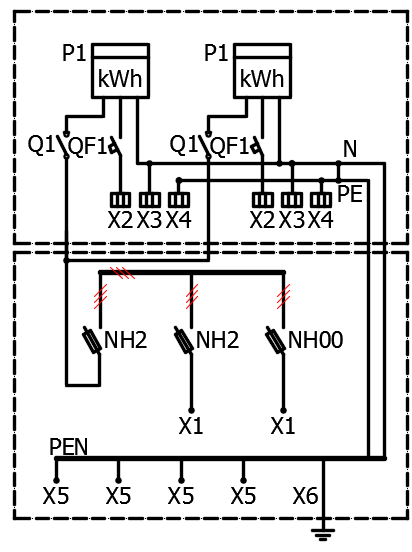 P1 P1
kWh kWh
Q1 QF1 Q1 QF1 N
PE
X2 X3 X4 X2 X3 X4
NH2 NH2 NH00
X1 X1
PEN
X5 X5 X5 X5 X6